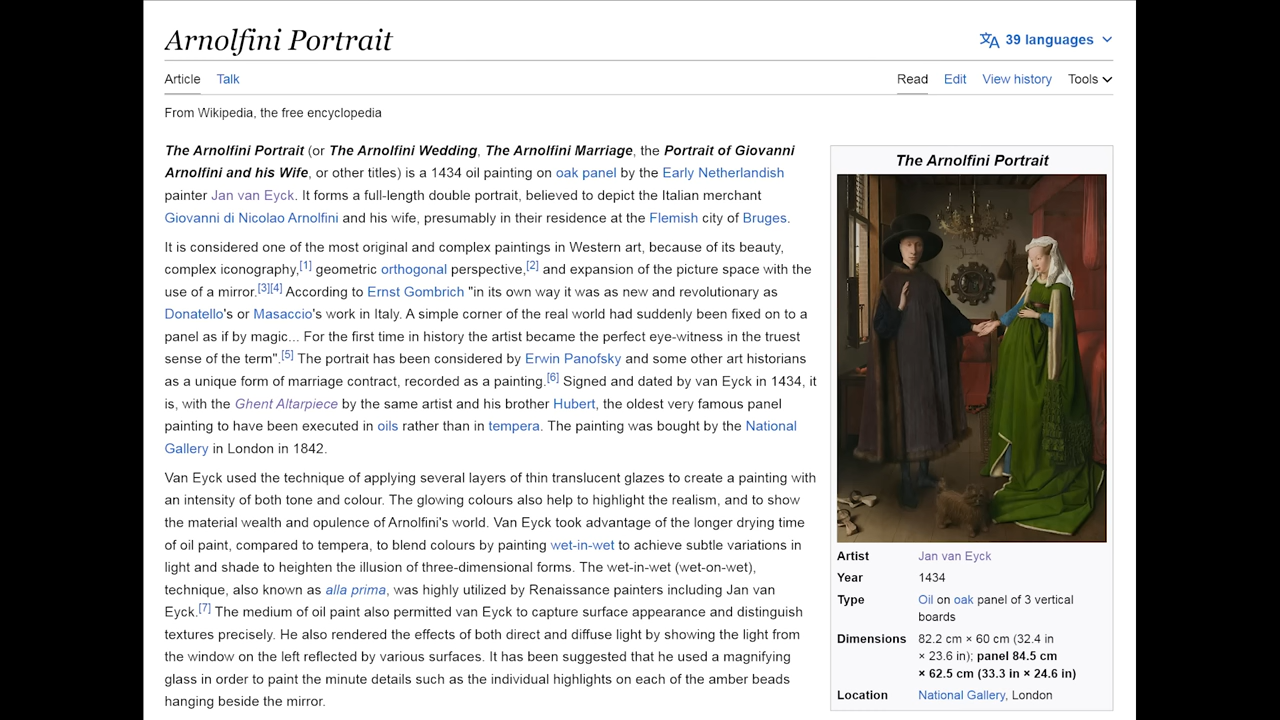 Arnolfini Portrait
39 languages
Article Talk
Read Edit View history Tools
From Wikipedia, the free encyclopedia
The Arnolfini Portrait (or The Arnolfini Wedding, The Arnolfini Marriage, the Portrait of Giovanni
Arnolfini and his Wife, or other titles) is a 1434 oil painting on oak panel by the Early Netherlandish
painter Jan van Eyck. It forms a full-length double portrait, believed to depict the Italian merchant
Giovanni di Nicolao Arnolfini and his wife, presumably in their residence at the Flemish city of Bruges.
It is considered one of the most original and complex paintings in Western art, because of its beauty,
complex iconography,[1] geometric orthogonal perspective,[2] and expansion of the picture space with the
use of a mirror.[3][4] According to Ernst Gombrich "in its own way it was as new and revolutionary as
Donatello's or Masaccio's work in Italy. A simple corner of the real world had suddenly been fixed on to a
panel as if by magic... For the first time in history the artist became the perfect eye-witness in the truest
sense of the term".[5] The portrait has been considered by Erwin Panofsky and some other art historians
as a unique form of marriage contract, recorded as a painting.[6] Signed and dated by van Eyck in 1434, it
is, with the Ghent Altarpiece by the same artist and his brother Hubert, the oldest very famous panel
painting to have been executed in oils rather than in tempera. The painting was bought by the National
Gallery in London in 1842.
Van Eyck used the technique of applying several layers of thin translucent glazes to create a painting with
an intensity of both tone and colour. The glowing colours also help to highlight the realism, and to show
the material wealth and opulence of Arnolfini's world. Van Eyck took advantage of the longer drying time
of oil paint, compared to tempera, to blend colours by painting wet-in-wet to achieve subtle variations in
light and shade to heighten the illusion of three-dimensional forms. The wet-in-wet (wet-on-wet),
technique, also known as alla prima, was highly utilized by Renaissance painters including Jan van
Eyck.[7] The medium of oil paint also permitted van Eyck to capture surface appearance and distinguish
textures precisely. He also rendered the effects of both direct and diffuse light by showing the light from
the window on the left reflected by various surfaces. It has been suggested that he used a magnifying
glass in order to paint the minute details such as the individual highlights on each of the amber beads
hanging beside the mirror.
The Arnolfini Portrait
Artist Jan van Eyck
Year 1434
Type Oil on oak panel of 3 vertical
boards
Dimensions 82.2 cm × 60 cm (32.4 in
× 23.6 in); panel 84.5 cm
× 62.5 cm (33.3 in × 24.6 in)
Location National Gallery, London